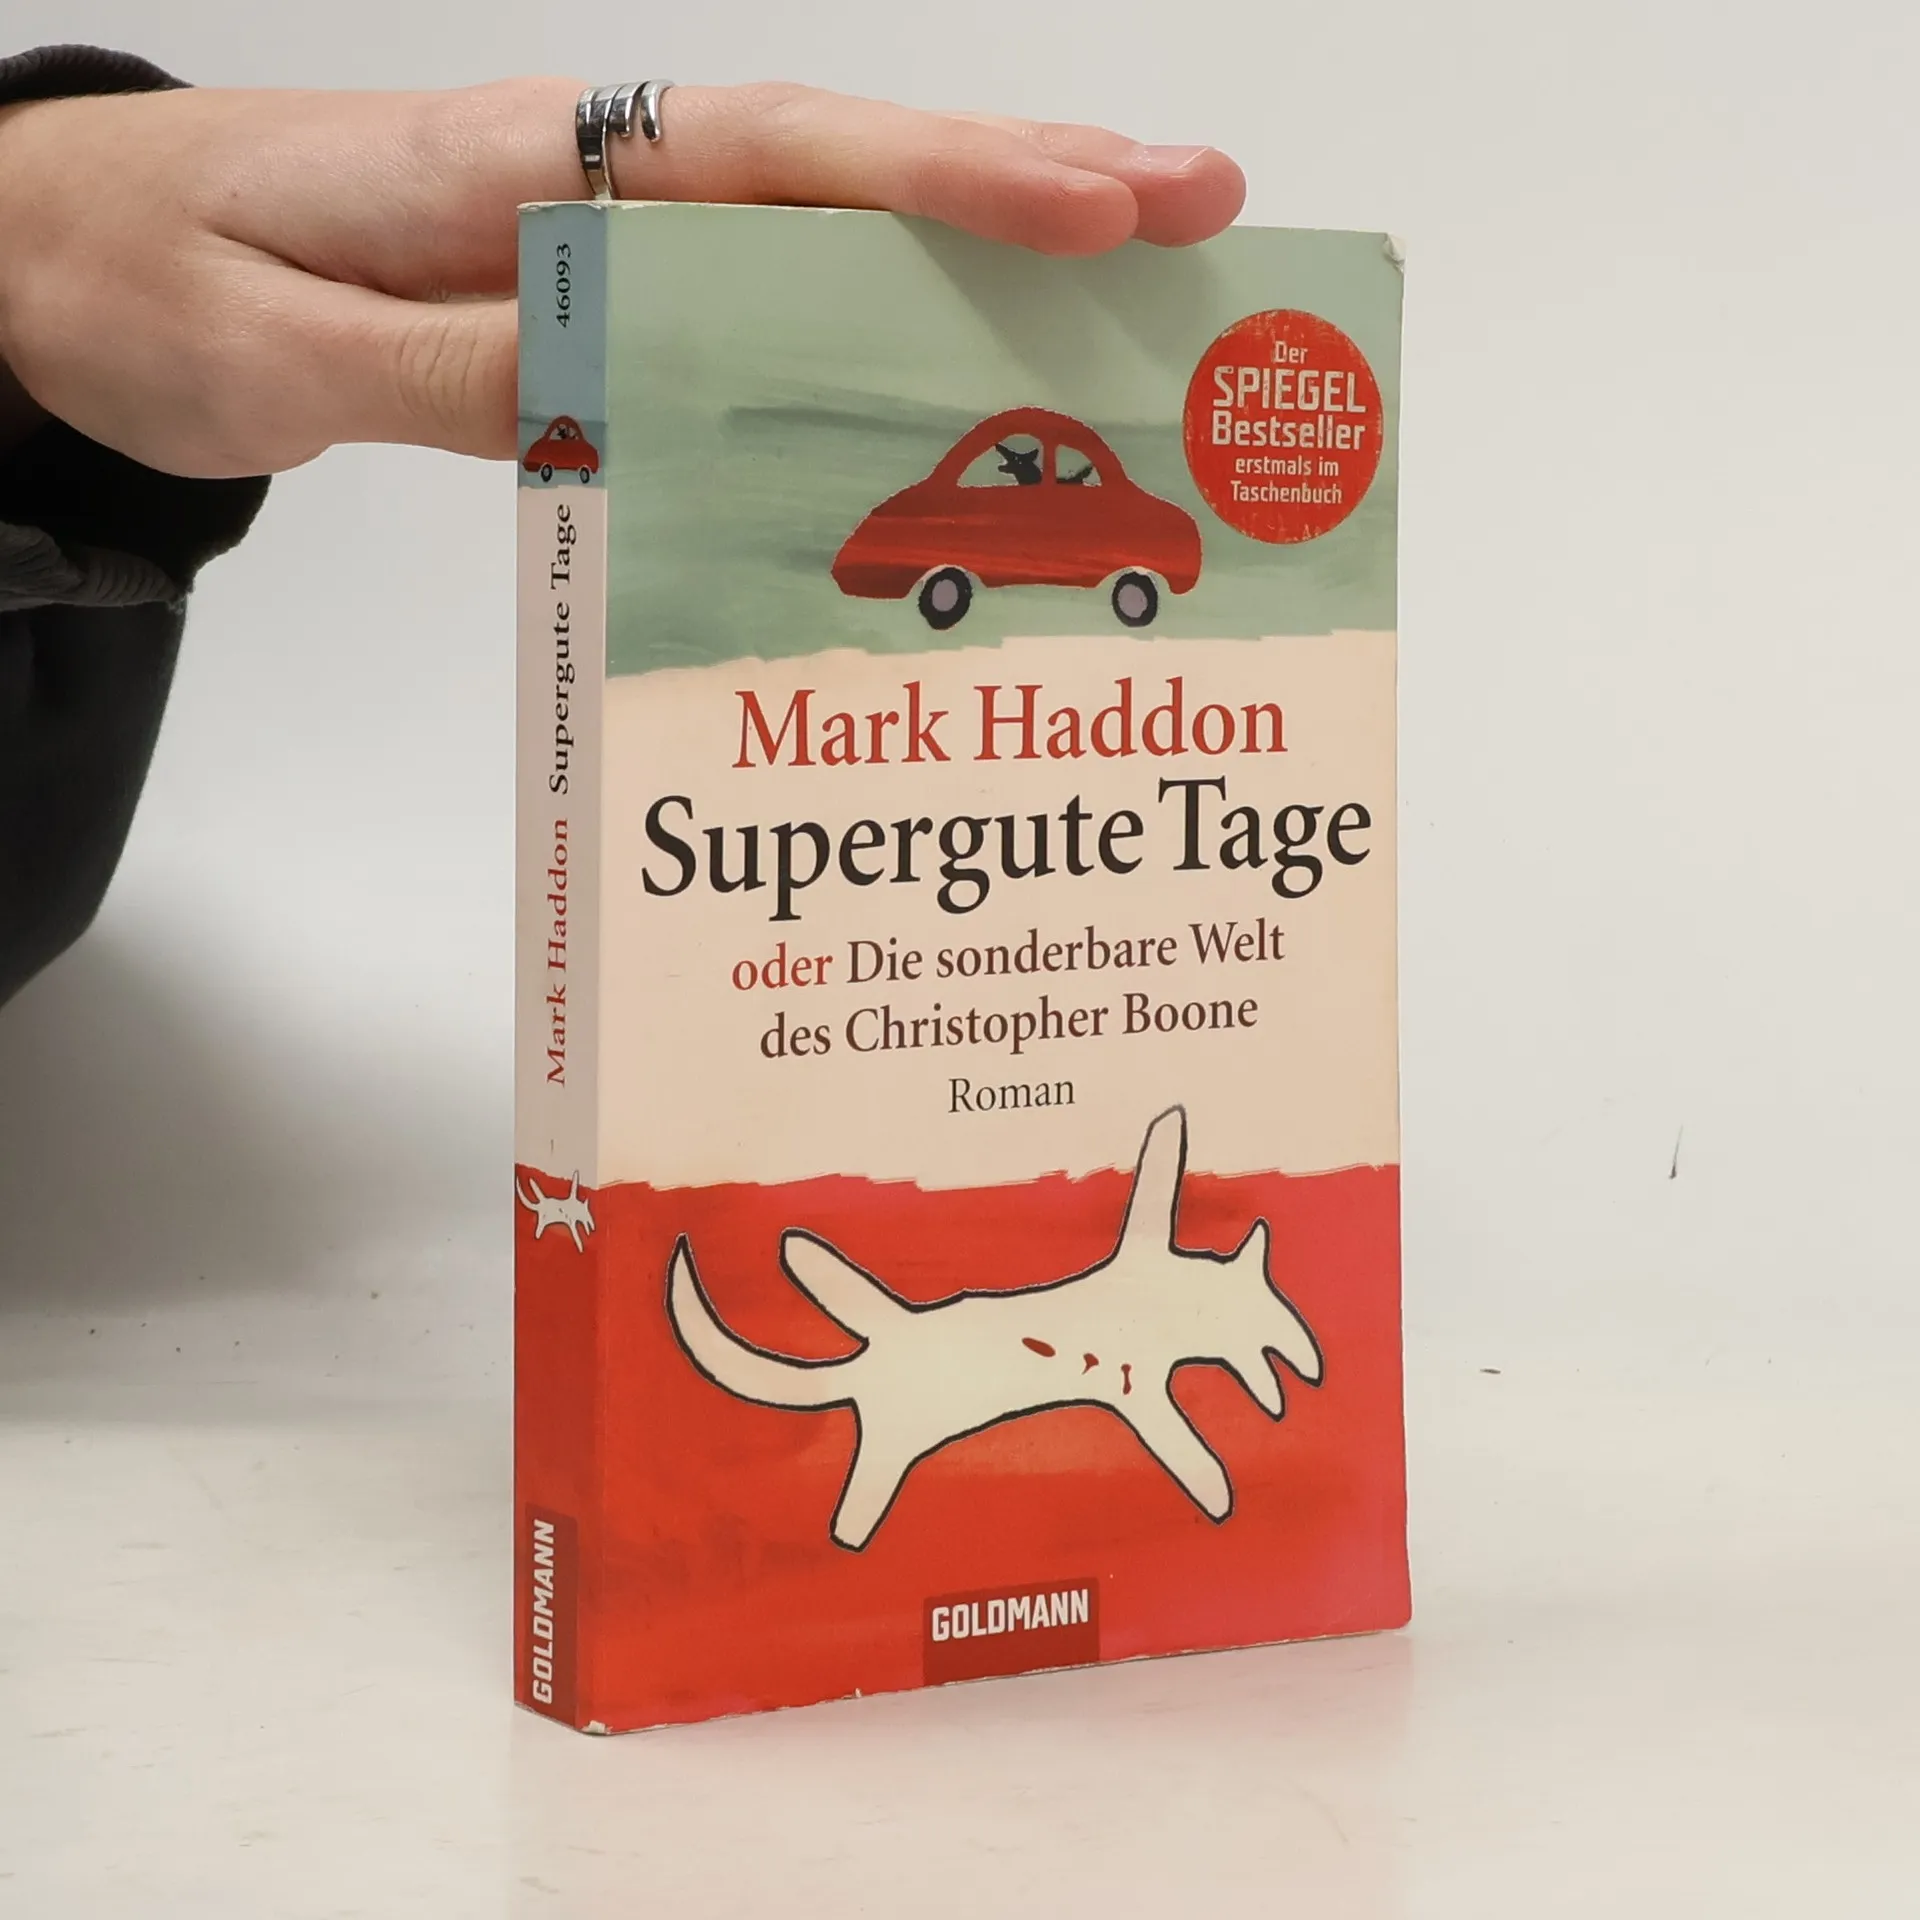 46093
Mark Haddon Supergute Tage
GOLDMANN
Der
SPIEGEL
Bestseller
erstmals im
Taschenbuch
Mark Haddon
Supergute Tage
oder Die sonderbare Welt
des Christopher Boone
Roman
GOLDMANN